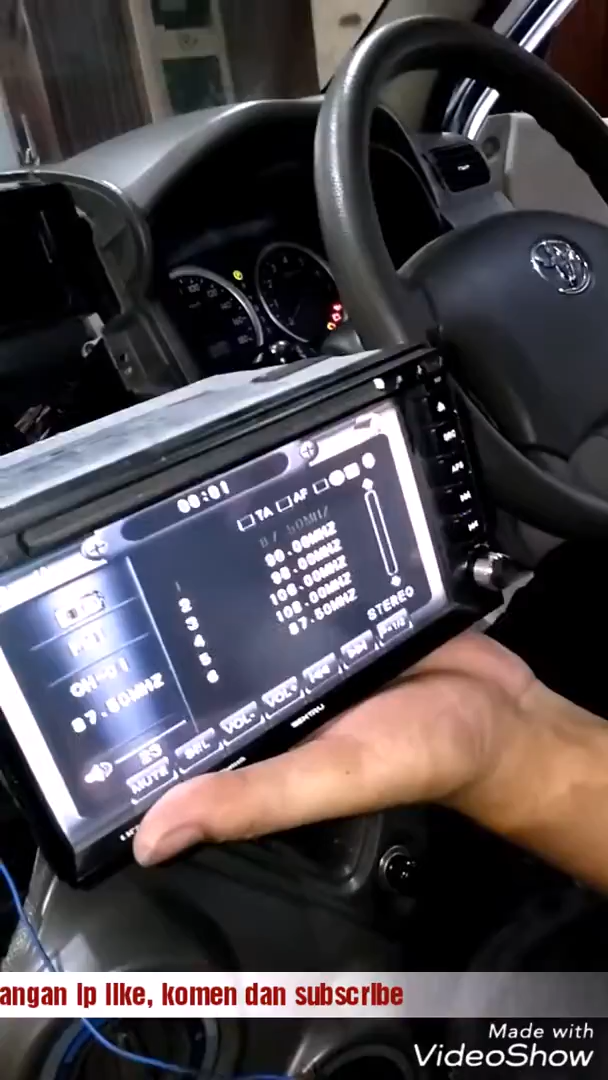 00:01
TA AF
87.50MHZ
1
2 90.00MHZ
3 98.00MHZ
4 106.00MHZ
5 108.00MHZ
6 87.50MHZ
STEREO
CH-01
87.50MHZ
23
MUTE SEL VOL- VOL+
angan lp like, komen dan subscribe
Made with
VideoShow